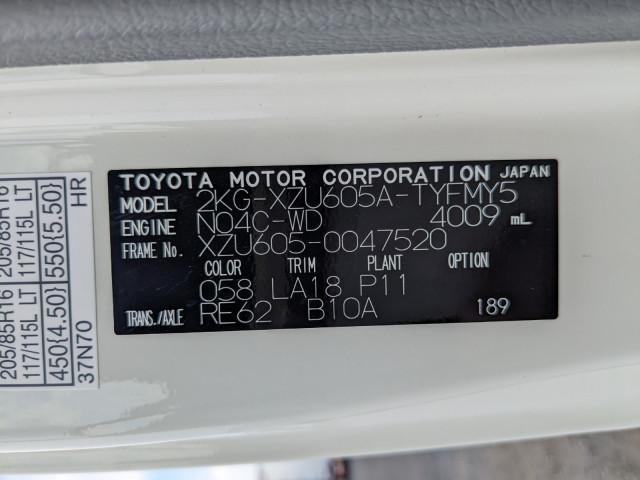 TOYOTA MOTOR CORPORATION JAPAN
MODEL 2KG-XZU605A-TYFMY5
ENGINE N04C-WD 4009 mL
FRAME No. XZU605-0047520
COLOR TRIM PLANT OPTION
058 LA18 P11
TRANS./AXLE RE62 B10A 189
205/85R16 205/85R16
117/115L LT 117/115L LT
450{4.50} 550{5.50}
37N70 HR